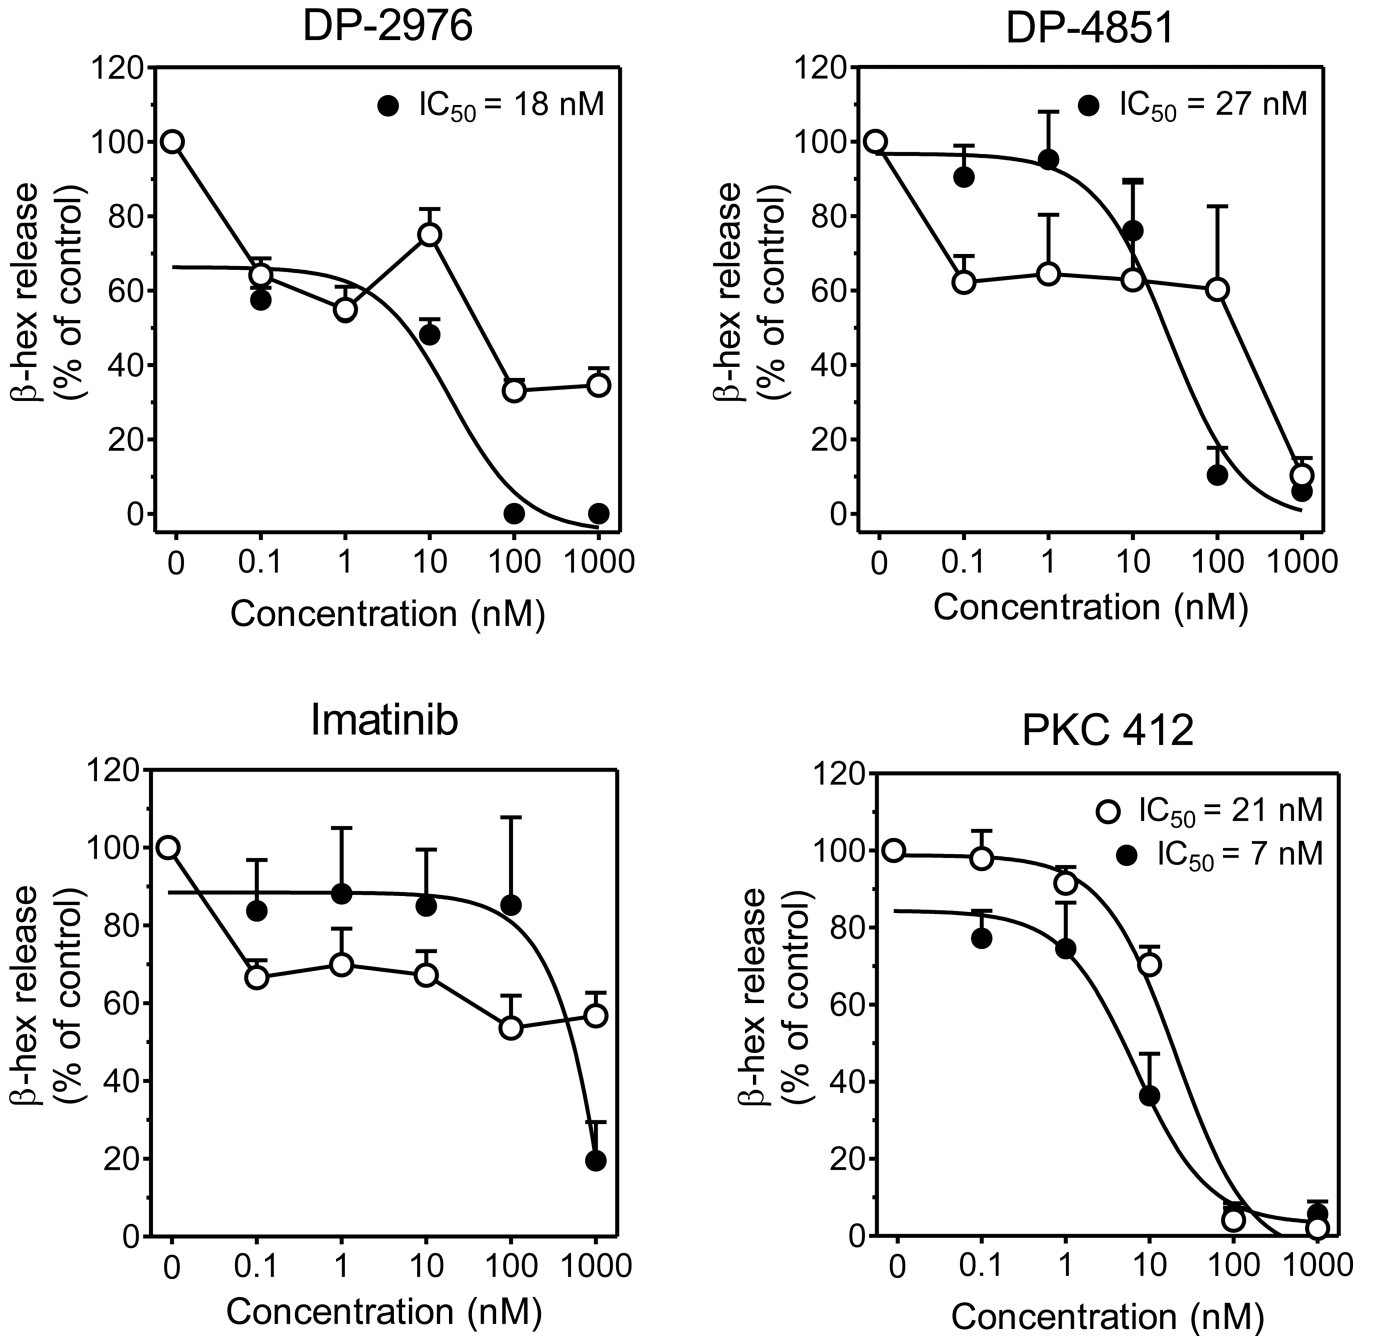 DP-2976
120
100
80
60
40
20
0
β-hex release
(% of control)
IC50 = 18 nM
0 0.1 1 10 100 1000
Concentration (nM)
DP-4851
120
100
80
60
40
20
0
β-hex release
(% of control)
IC50 = 27 nM
0 0.1 1 10 100 1000
Concentration (nM)
Imatinib
120
100
80
60
40
20
0
β-hex release
(% of control)
0 0.1 1 10 100 1000
Concentration (nM)
PKC 412
120
100
80
60
40
20
0
β-hex release
(% of control)
IC50 = 21 nM
IC50 = 7 nM
0 0.1 1 10 100 1000
Concentration (nM)